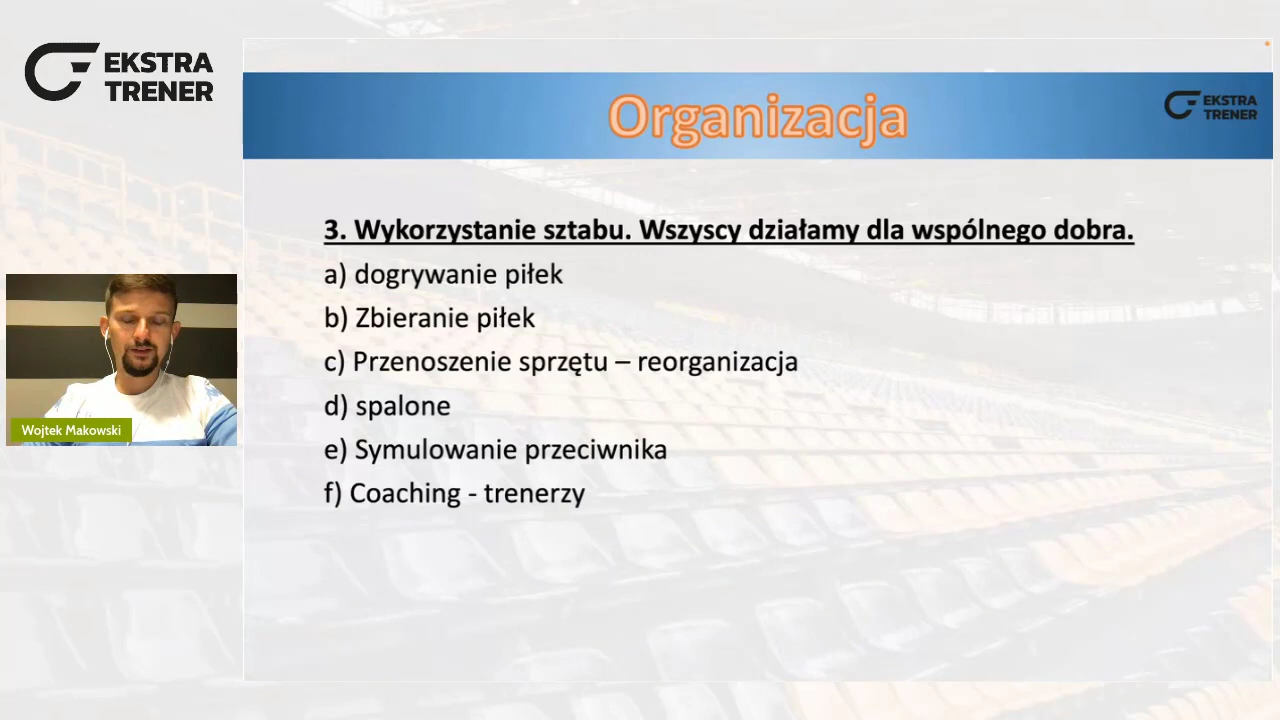 EKSTRA
TRENER
Organizacja
EKSTRA
TRENER
3. Wykorzystanie sztabu. Wszyscy działamy dla wspólnego dobra.
a) dogrywanie piłek
b) Zbieranie piłek
c) Przenoszenie sprzętu – reorganizacja
d) spalone
e) Symulowanie przeciwnika
f) Coaching - trenerzy
Wojtek Makowski